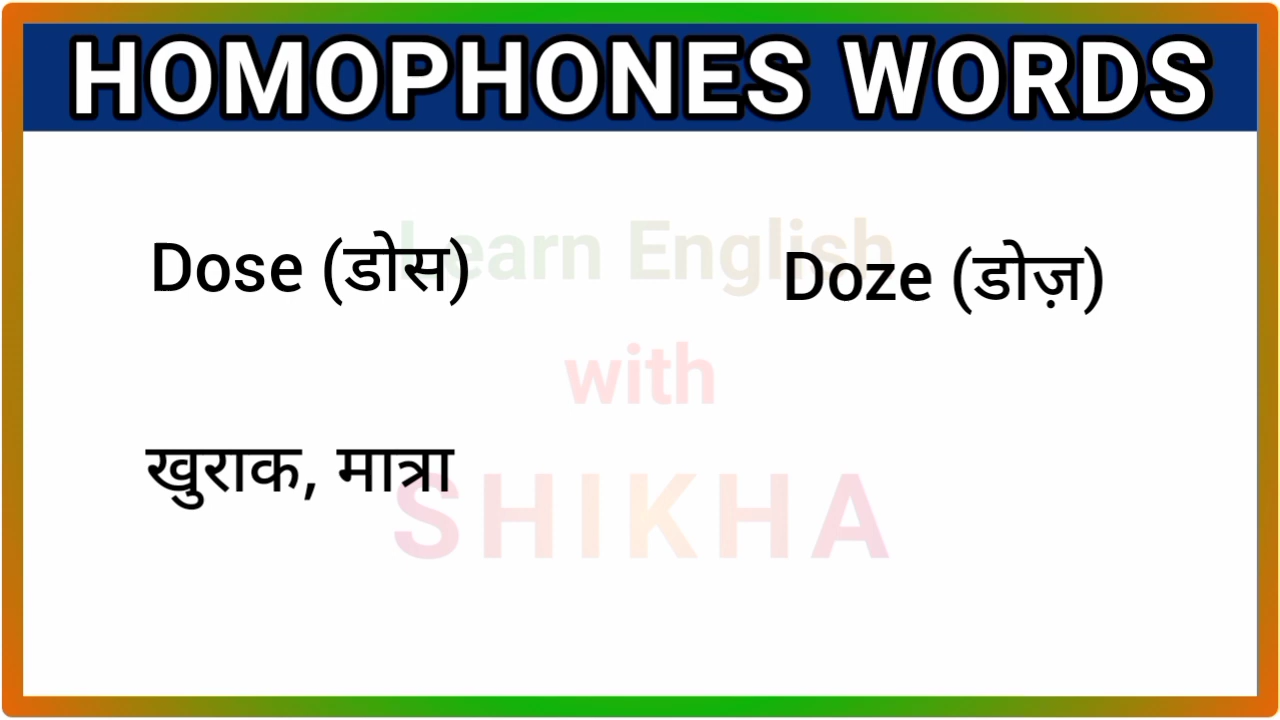 HOMOPHONES WORDS
Learn English
Dose (डोस)
Doze (डोज़)
with
खुराक, मात्रा
SHIKHA